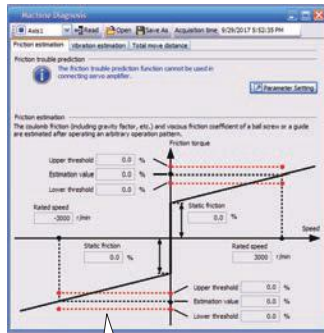 Machine Diagnosis
Axis1 Read Open Save As Acquisition time 9/29/2017 5:52:35 PM
Friction estimation Vibration estimation Total move distance
Friction trouble prediction
The friction trouble prediction function cannot be used in
connecting servo amplifier.
Parameter Setting
Friction estimation
The coulomb friction (including gravity factor, etc.) and viscous friction coefficient of a ball screw or a guide
are estimated after operating an arbitrary operation pattern.
Friction torque
Upper threshold 0.0 %
Estimation value 0.0 %
Lower threshold 0.0 %
Rated speed
-3000 r/min
Static friction
0.0 %
Speed
Static friction
0.0 %
Rated speed
3000 r/min
Upper threshold 0.0 %
Estimation value 0.0 %
Lower threshold 0.0 %